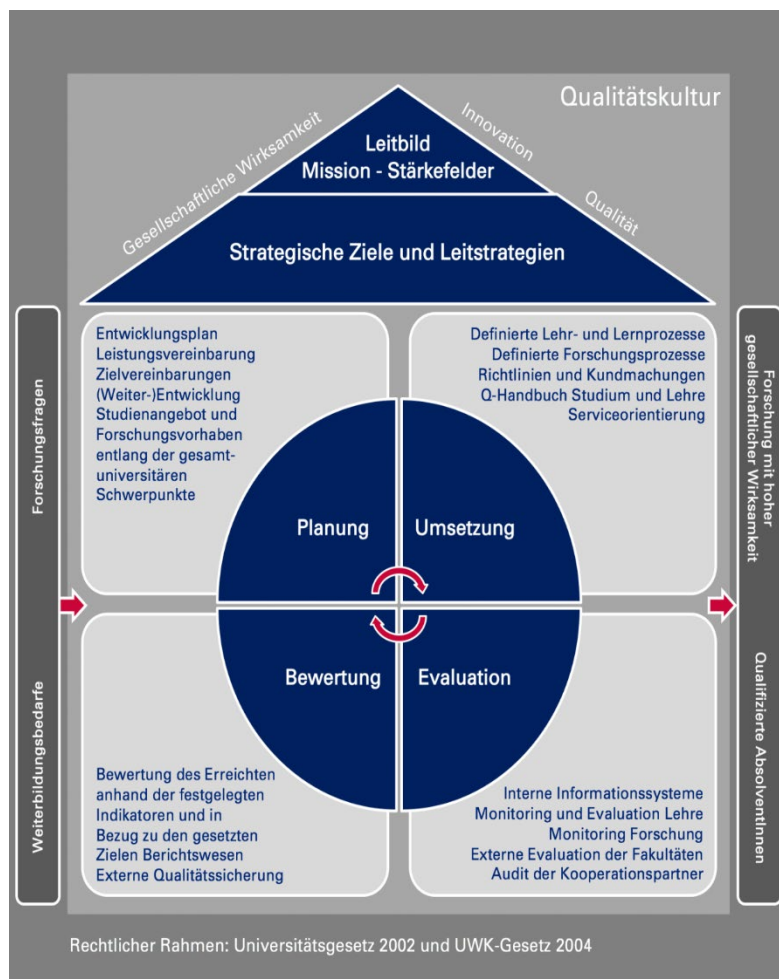 Qualitätskultur
Gesellschaftliche Wirksamkeit
Innovation
Qualität
Leitbild
Mission - Stärkefelder
Strategische Ziele und Leitstrategien
Forschungsfragen
Weiterbildungsbedarfe
Entwicklungsplan
Leistungsvereinbarung
Zielvereinbarungen
(Weiter-)Entwicklung
Studienangebot und
Forschungsvorhaben
entlang der gesamt-
universitären
Schwerpunkte
Definierte Lehr- und Lernprozesse
Definierte Forschungsprozesse
Richtlinien und Kundmachungen
Q-Handbuch Studium und Lehre
Serviceorientierung
Planung
Umsetzung
Bewertung
Evaluation
Bewertung des Erreichten
anhand der festgelegten
Indikatoren und in
Bezug zu den gesetzten
Zielen Berichtswesen
Externe Qualitätssicherung
Interne Informationssysteme
Monitoring und Evaluation Lehre
Monitoring Forschung
Externe Evaluation der Fakultäten
Audit der Kooperationspartner
Forschung mit hoher
gesellschaftlicher Wirksamkeit
Qualifizierte AbsolventInnen
Rechtlicher Rahmen: Universitätsgesetz 2002 und UWK-Gesetz 2004